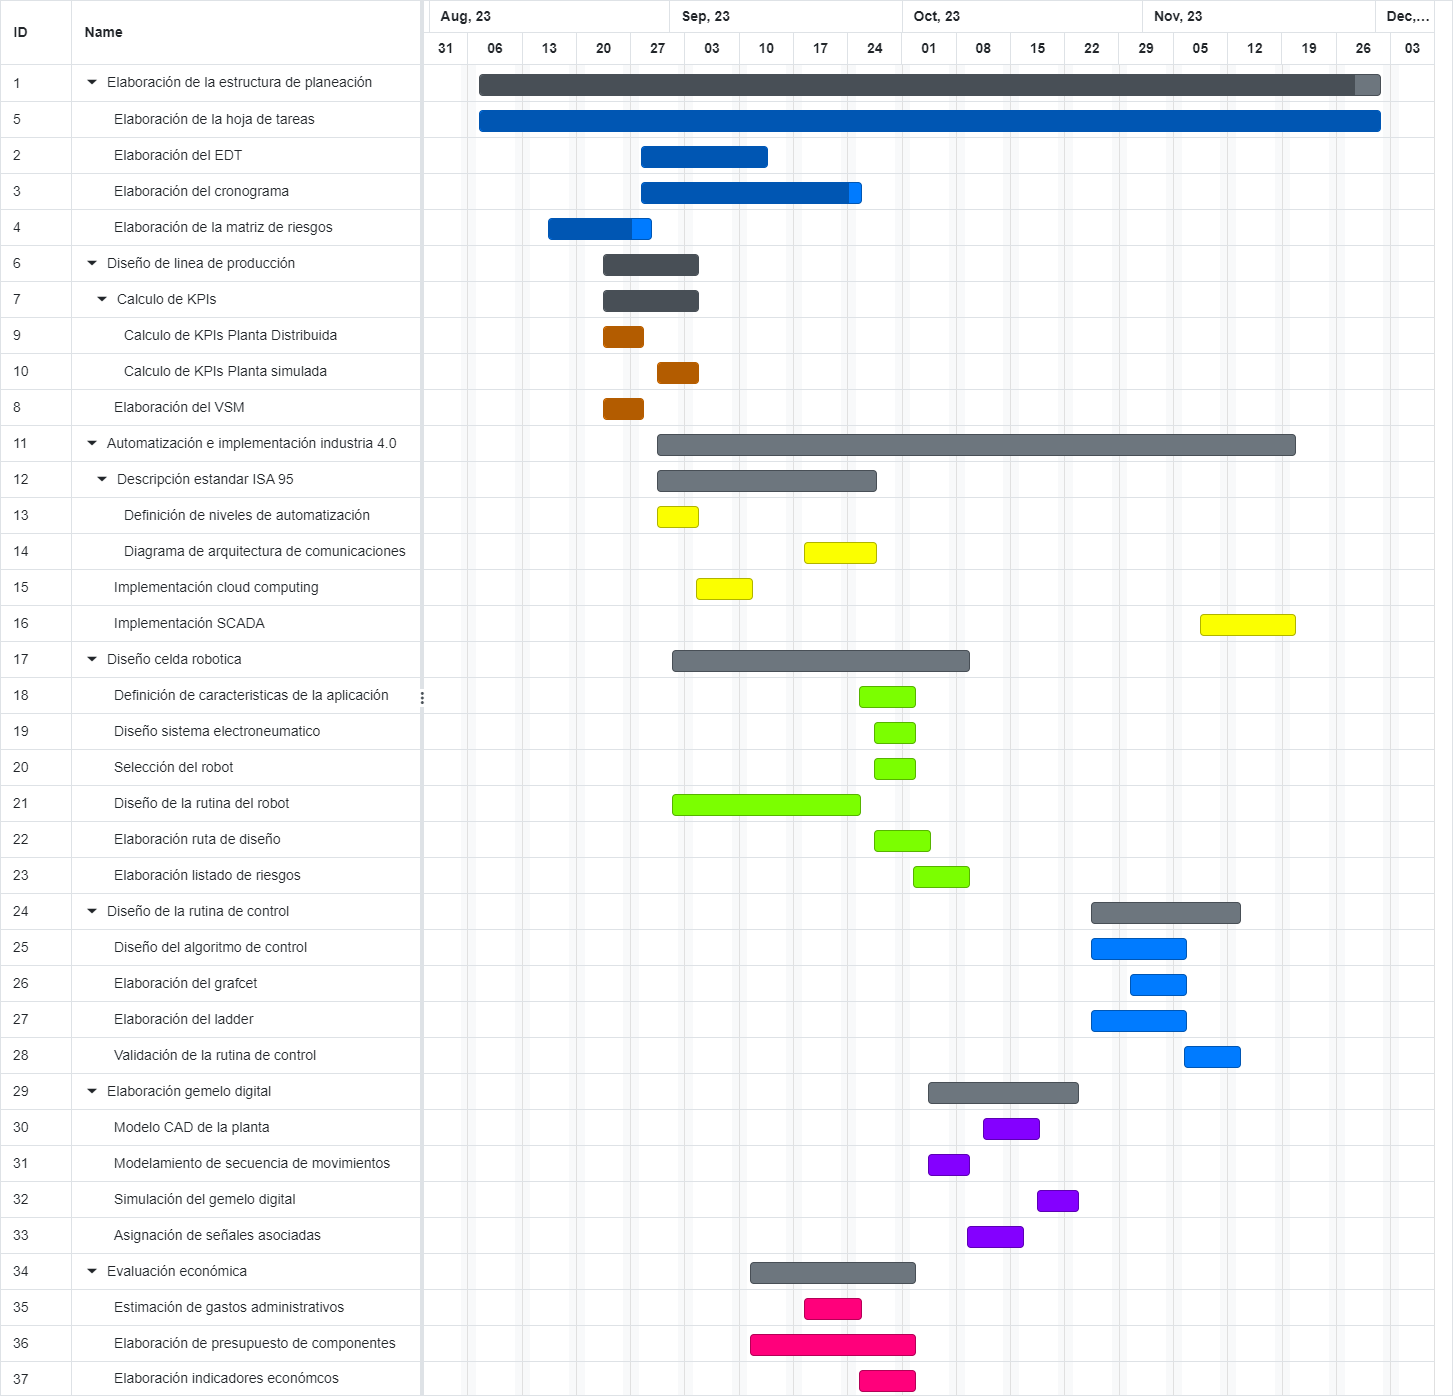 ID Name Aug, 23 Sep, 23 Oct, 23 Nov, 23 Dec,...
31 06 13 20 27 03 10 17 24 01 08 15 22 29 05 12 19 26 03
1 Elaboración de la estructura de planeación
5 Elaboración de la hoja de tareas
2 Elaboración del EDT
3 Elaboración del cronograma
4 Elaboración de la matriz de riesgos
6 Diseño de linea de producción
7 Calculo de KPIs
9 Calculo de KPIs Planta Distribuida
10 Calculo de KPIs Planta simulada
8 Elaboración del VSM
11 Automatización e implementación industria 4.0
12 Descripción estandar ISA 95
13 Definición de niveles de automatización
14 Diagrama de arquitectura de comunicaciones
15 Implementación cloud computing
16 Implementación SCADA
17 Diseño celda robotica
18 Definición de caracteristicas de la aplicación
19 Diseño sistema electroneumatico
20 Selección del robot
21 Diseño de la rutina del robot
22 Elaboración ruta de diseño
23 Elaboración listado de riesgos
24 Diseño de la rutina de control
25 Diseño del algoritmo de control
26 Elaboración del grafcet
27 Elaboración del ladder
28 Validación de la rutina de control
29 Elaboración gemelo digital
30 Modelo CAD de la planta
31 Modelamiento de secuencia de movimientos
32 Simulación del gemelo digital
33 Asignación de señales asociadas
34 Evaluación económica
35 Estimación de gastos administrativos
36 Elaboración de presupuesto de componentes
37 Elaboración indicadores económcos